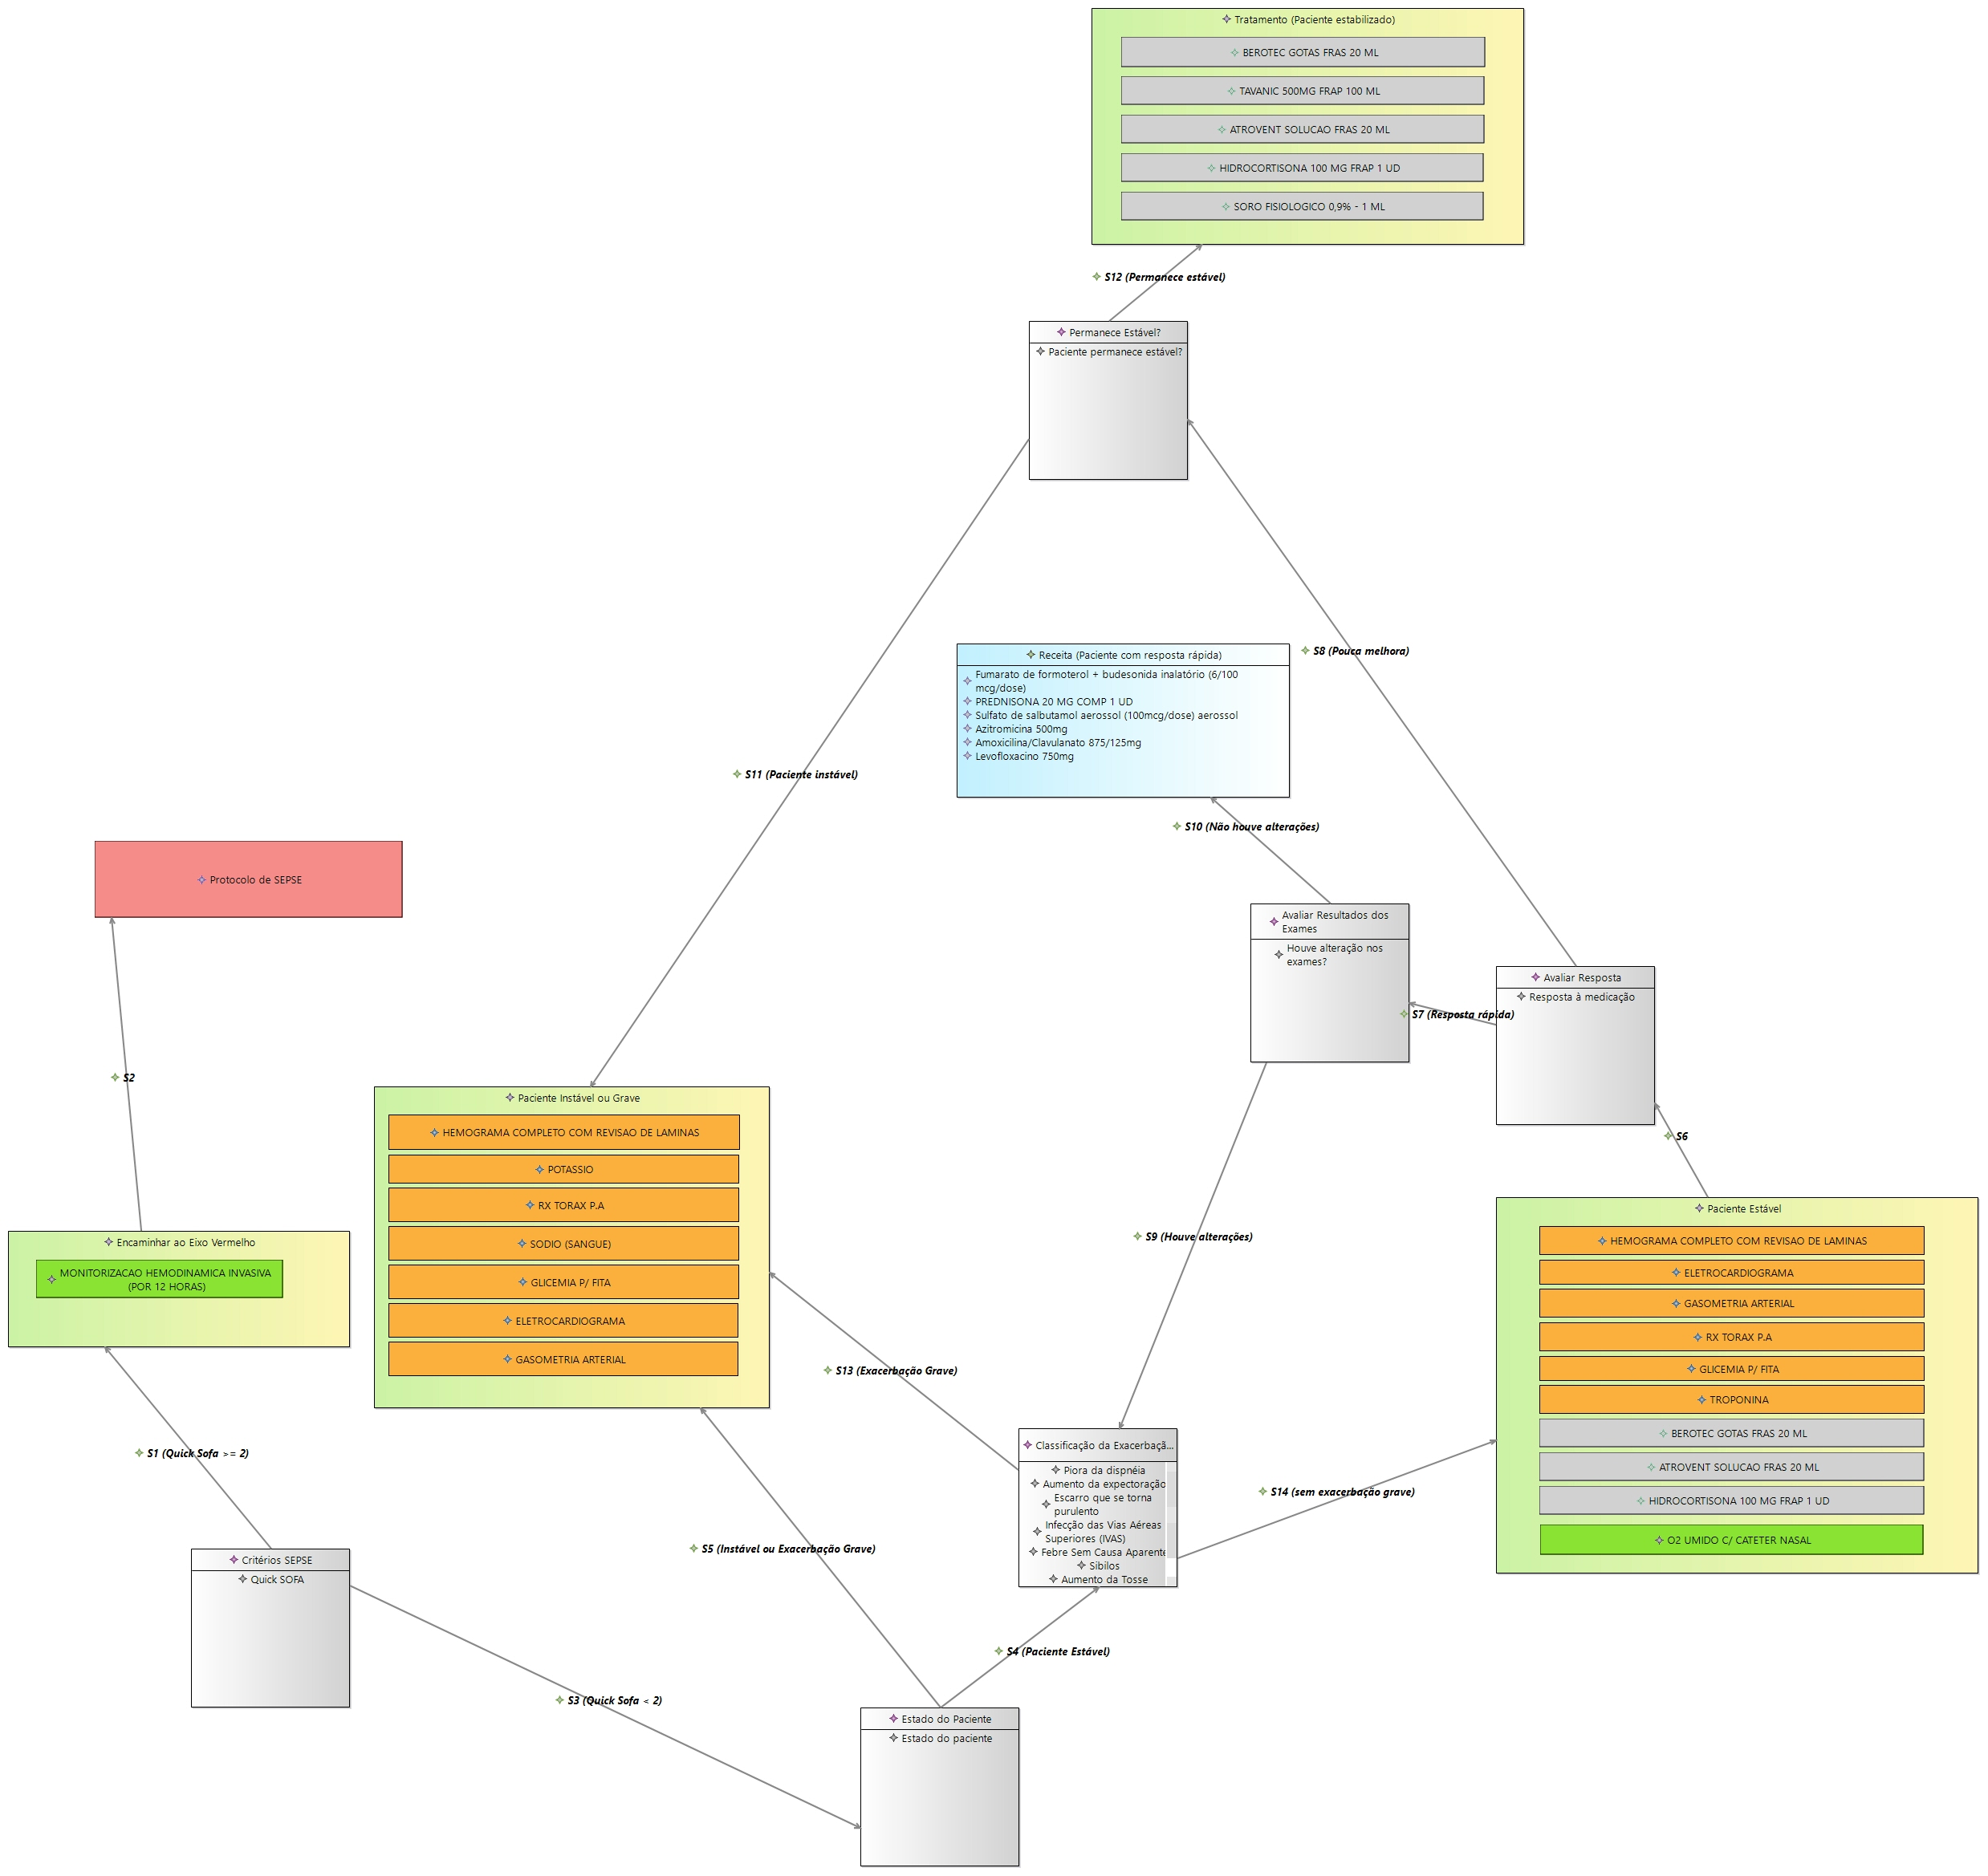 Tratamento (Paciente estabilizado)
BEROTEC GOTAS FRAS 20 ML
TAVANIC 500MG FRAP 100 ML
ATROVENT SOLUCAO FRAS 20 ML
HIDROCORTISONA 100 MG FRAP 1 UD
SORO FISIOLOGICO 0,9% - 1 ML
S12 (Permanece estável)
Permanece Estável?
Paciente permanece estável?
S8 (Pouca melhora)
Receita (Paciente com resposta rápida)
Fumarato de formoterol + budesonida inalatório (6/100
mcg/dose)
PREDNISONA 20 MG COMP 1 UD
Sulfato de salbutamol aerossol (100mcg/dose) aerossol
Azitromicina 500mg
Amoxicilina/Clavulanato 875/125mg
Levofloxacino 750mg
S11 (Paciente instável)
S10 (Não houve alterações)
Protocolo de SEPSE
Avaliar Resultados dos
Exames
Houve alteração nos
exames?
Avaliar Resposta
Resposta à medicação
S7 (Resposta rápida)
S2
S6
Paciente Instável ou Grave
HEMOGRAMA COMPLETO COM REVISAO DE LAMINAS
POTASSIO
RX TORAX P.A
SODIO (SANGUE)
GLICEMIA P/ FITA
ELETROCARDIOGRAMA
GASOMETRIA ARTERIAL
S9 (Houve alterações)
Encaminhar ao Eixo Vermelho
MONITORIZACAO HEMODINAMICA INVASIVA
(POR 12 HORAS)
Paciente Estável
HEMOGRAMA COMPLETO COM REVISAO DE LAMINAS
ELETROCARDIOGRAMA
GASOMETRIA ARTERIAL
RX TORAX P.A
GLICEMIA P/ FITA
TROPONINA
BEROTEC GOTAS FRAS 20 ML
ATROVENT SOLUCAO FRAS 20 ML
HIDROCORTISONA 100 MG FRAP 1 UD
O2 UMIDO C/ CATETER NASAL
S13 (Exacerbação Grave)
S1 (Quick Sofa >= 2)
Classificação da Exacerbaçã...
Piora da dispnéia
Aumento da expectoração
Escarro que se torna
purulento
Infecção das Vias Aéreas
Superiores (IVAS)
Febre Sem Causa Aparente
Sibilos
Aumento da Tosse
S14 (sem exacerbação grave)
S5 (Instável ou Exacerbação Grave)
Critérios SEPSE
Quick SOFA
S4 (Paciente Estável)
S3 (Quick Sofa < 2)
Estado do Paciente
Estado do paciente